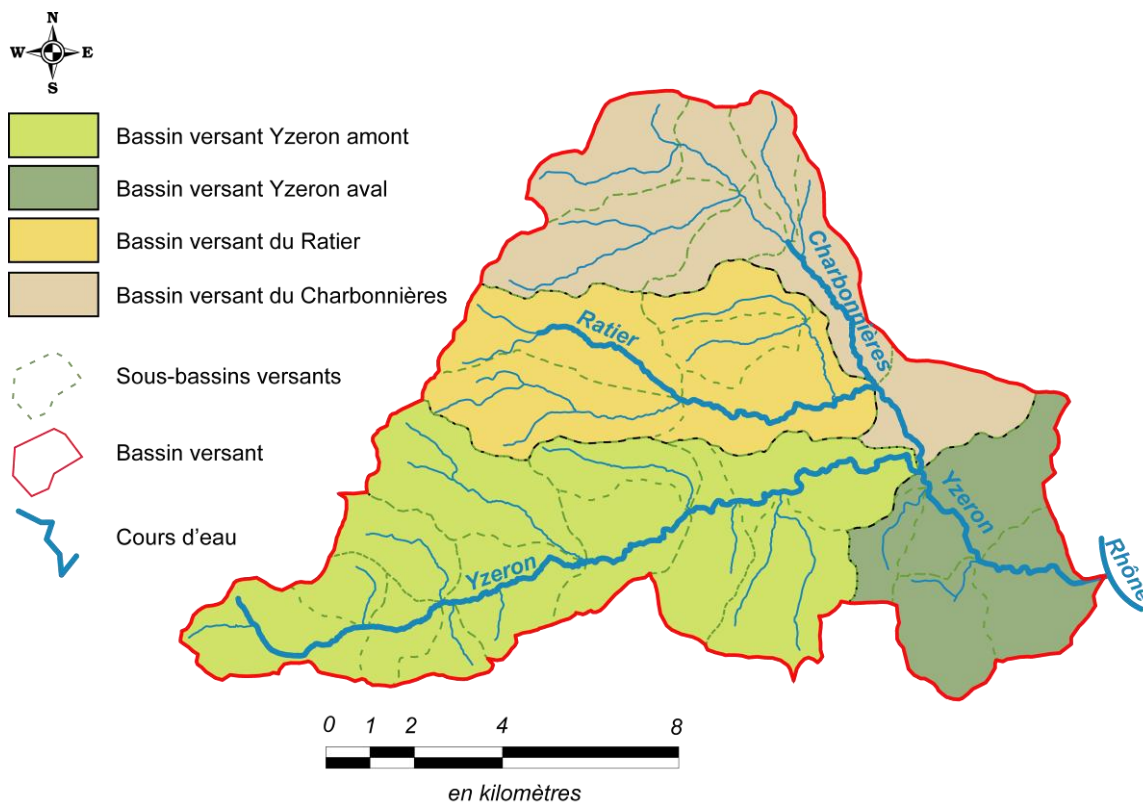 N
W E
S
Bassin versant Yzeron amont
Bassin versant Yzeron aval
Bassin versant du Ratier
Bassin versant du Charbonnières
Sous-bassins versants
Bassin versant
Cours d'eau
Charbonnières
Ratier
Yzeron
Yzeron
Rhône
0 1 2 4 8
en kilomètres